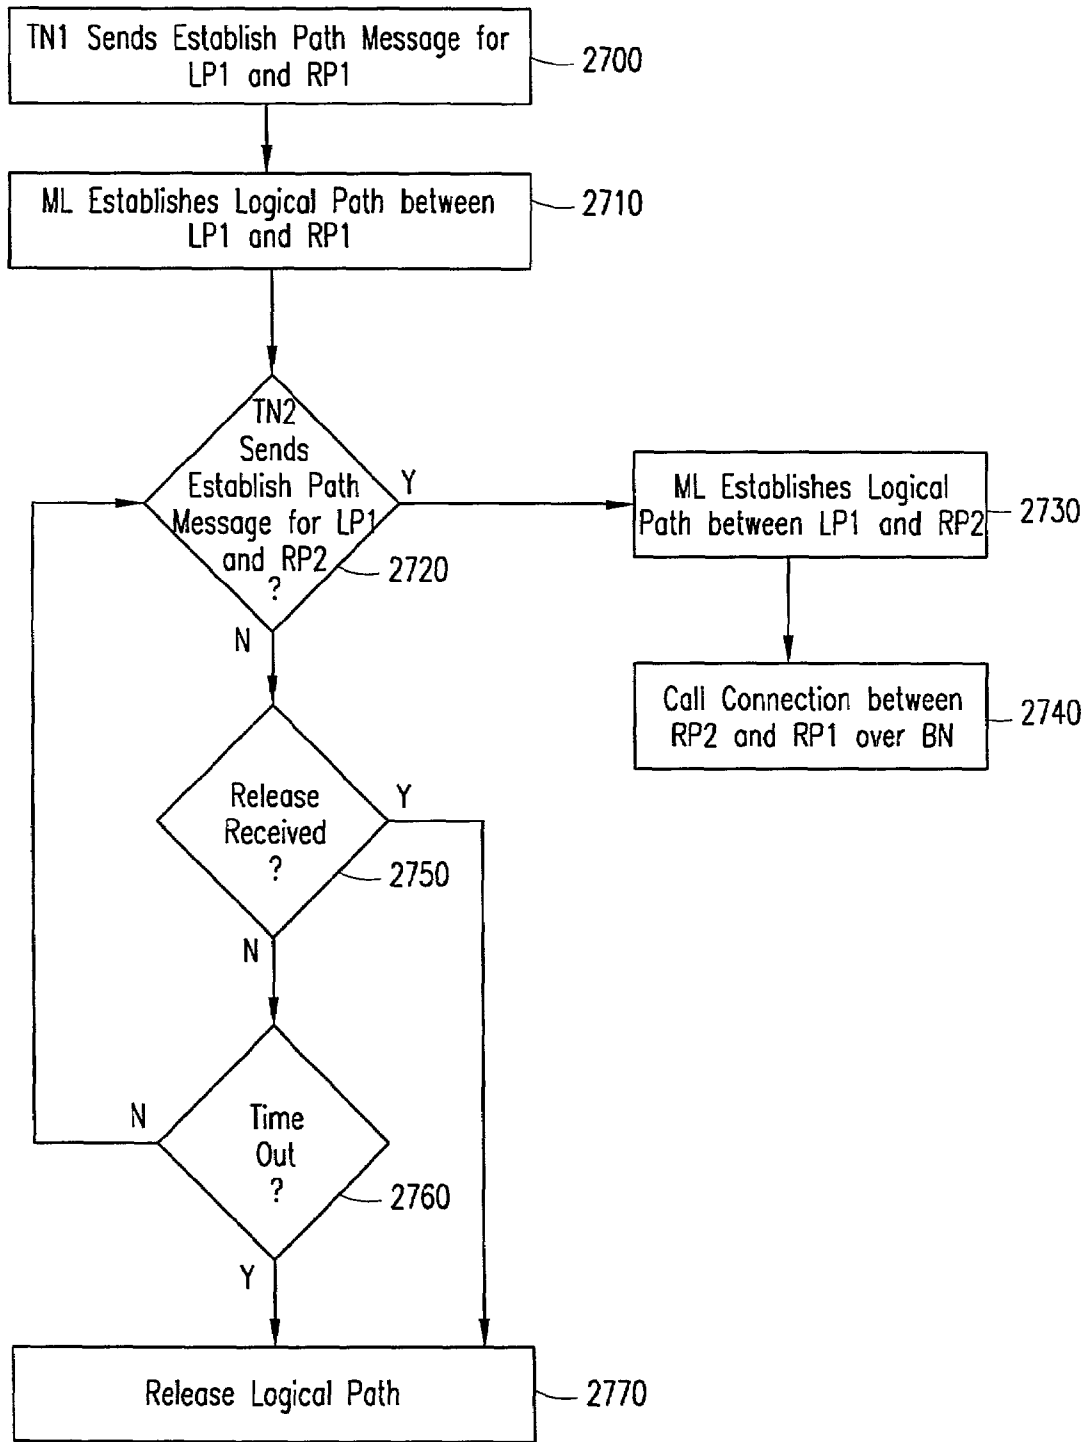 TN1 Sends Establish Path Message for
LP1 and RP1
2700
ML Establishes Logical Path between
LP1 and RP1
2710
TN2
Sends
Establish Path
Message for LP1
and RP2
?
2720
Y
N
ML Establishes Logical
Path between LP1 and RP2
2730
Call Connection between
RP2 and RP1 over BN
2740
Release
Received
?
2750
Y
N
Time
Out
?
2760
N
Y
Release Logical Path
2770